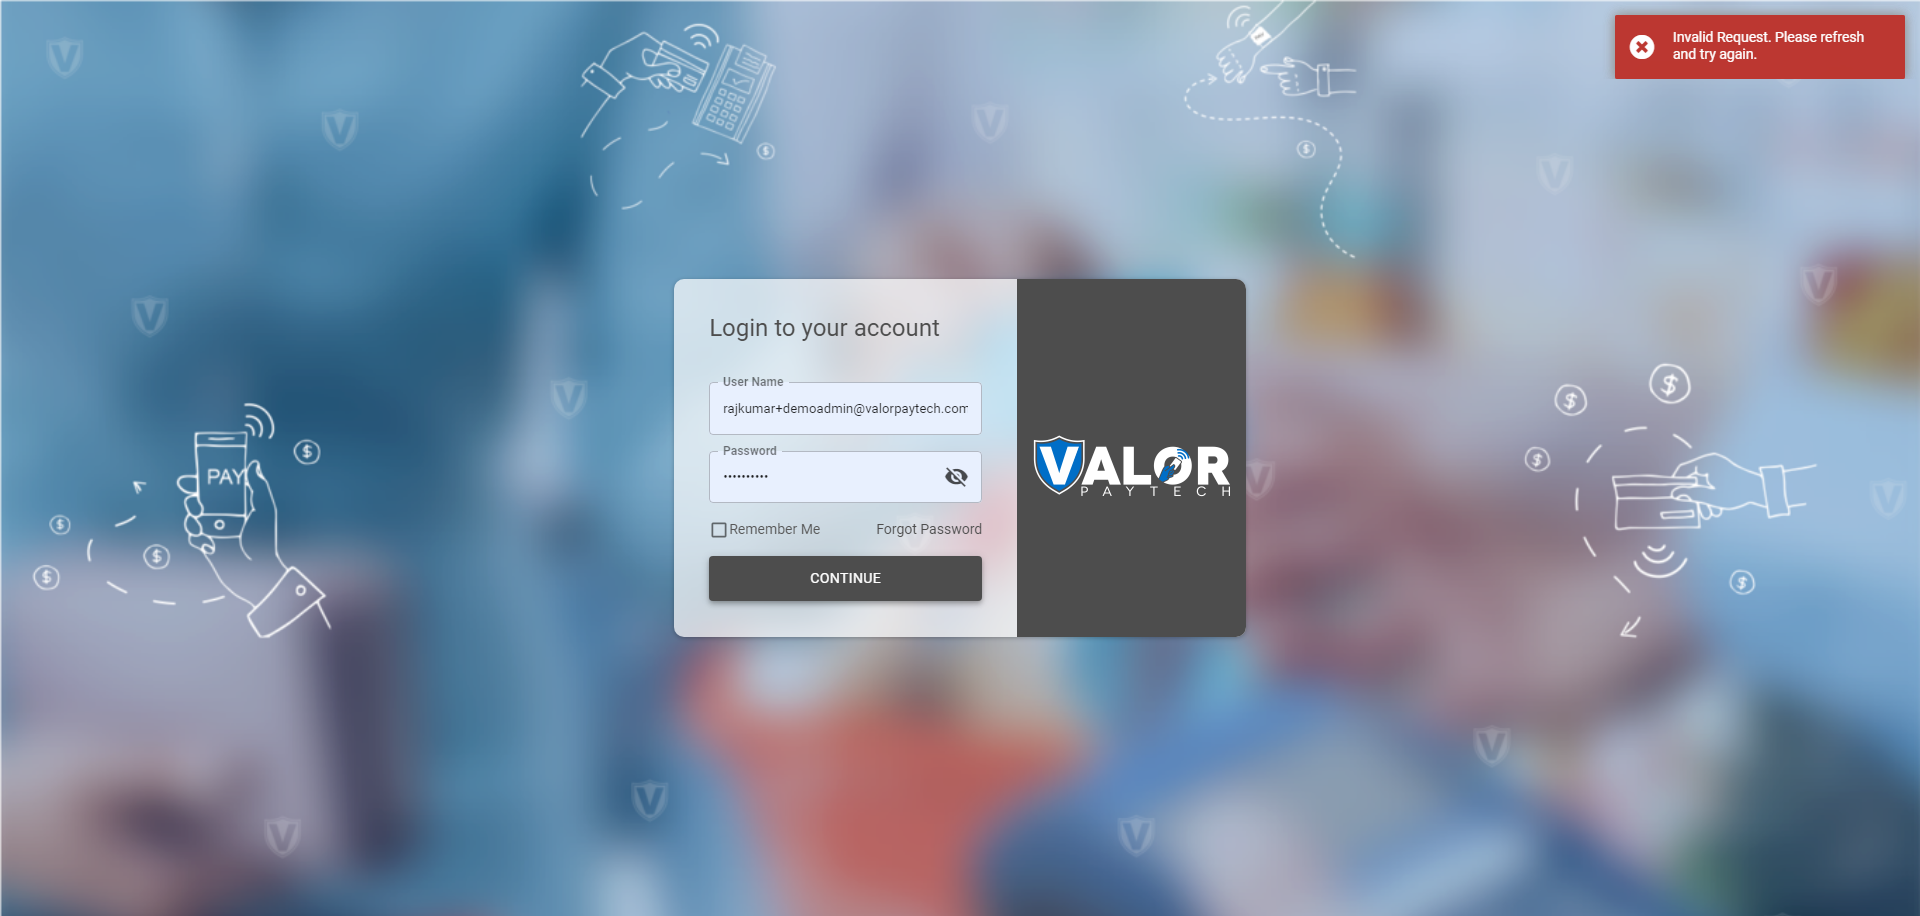 Invalid Request. Please refresh
and try again.
Login to your account
User Name
rajkumar+demoadmin@valorpaytech.com
Password
••••••••••
Remember Me
Forgot Password
CONTINUE
VALOR
PAYTECH
PAY